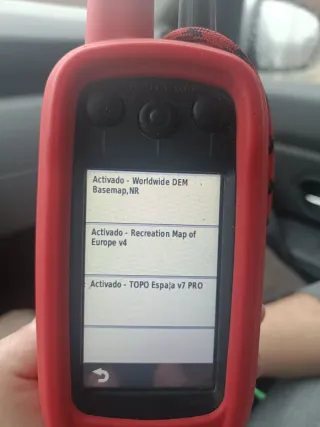 Activado - Worldwide DEM
Basemap,NR
Activado - Recreation Map of
Europe v4
Activado - TOPO Espa¦a v7 PRO